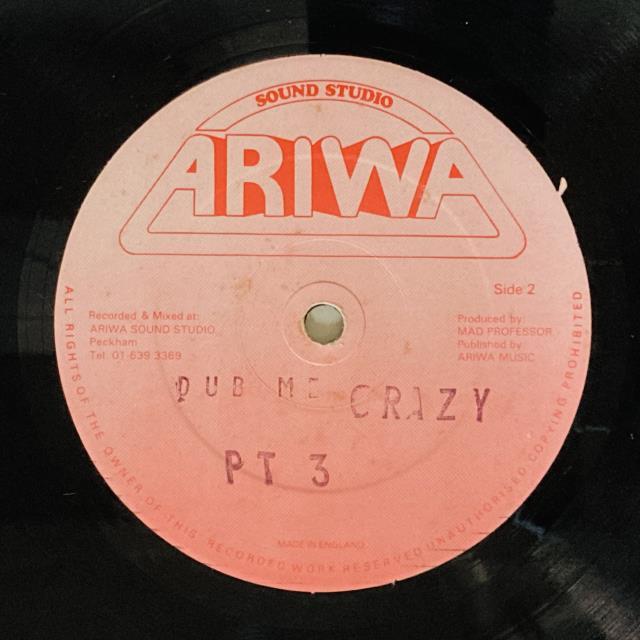 SOUND STUDIO
ARIWA
Side 2
Recorded & Mixed at:
ARIWA SOUND STUDIO
Peckham
Tel: 01-639 3369
Produced by:
MAD PROFESSOR
Published by:
ARIWA MUSIC
DUB ME CRAZY
PT 3
MADE IN ENGLAND
ALL RIGHTS OF THE OWNER OF THIS RECORDED WORK RESERVED UNAUTHORISED COPYING PROHIBITED